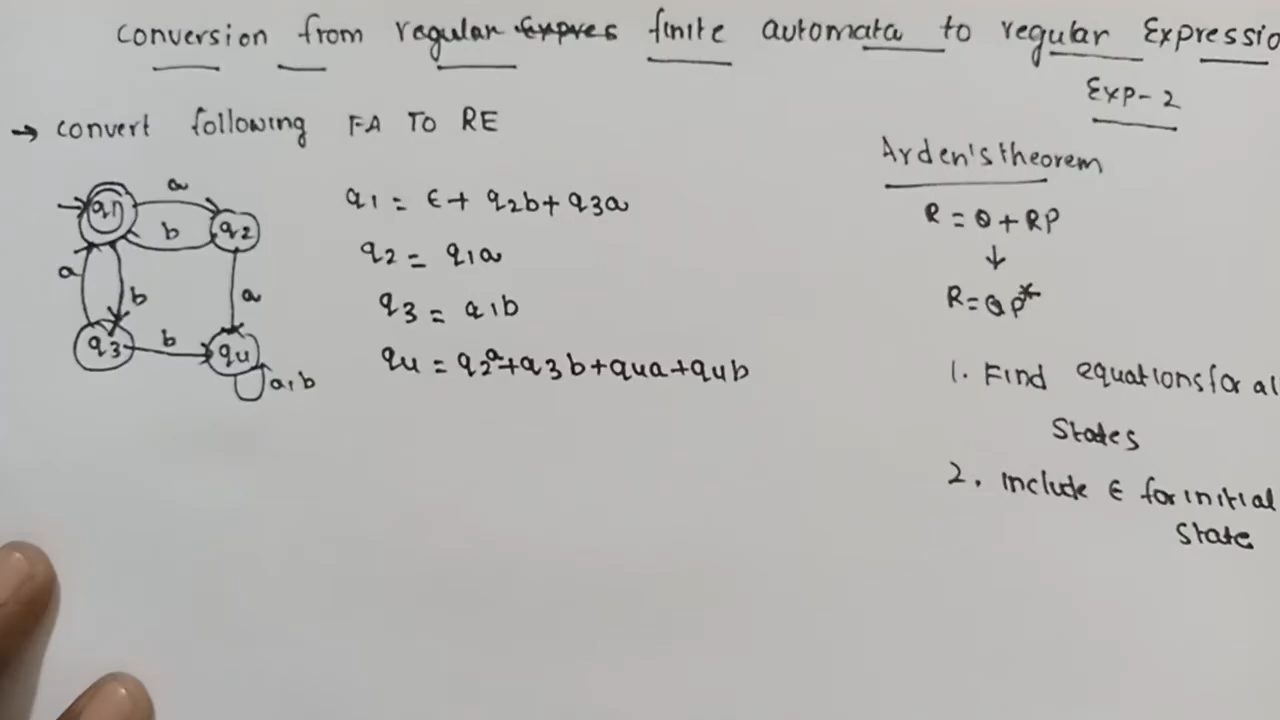 conversion from regular Expres finite automata to regular Expressio
Exp-2
→ convert following FA TO RE
Arden's theorem
R = Q + RP
↓
R = QP*
q1 = ε + q2b + q3a
q2 = q1a
q3 = q1b
q4 = q2a + q3b + q4a + q4b
1. Find equations for al
States
2. Include ε for initial
State
a
q1
b
q2
a
b
a
q3
b
q4
a,b